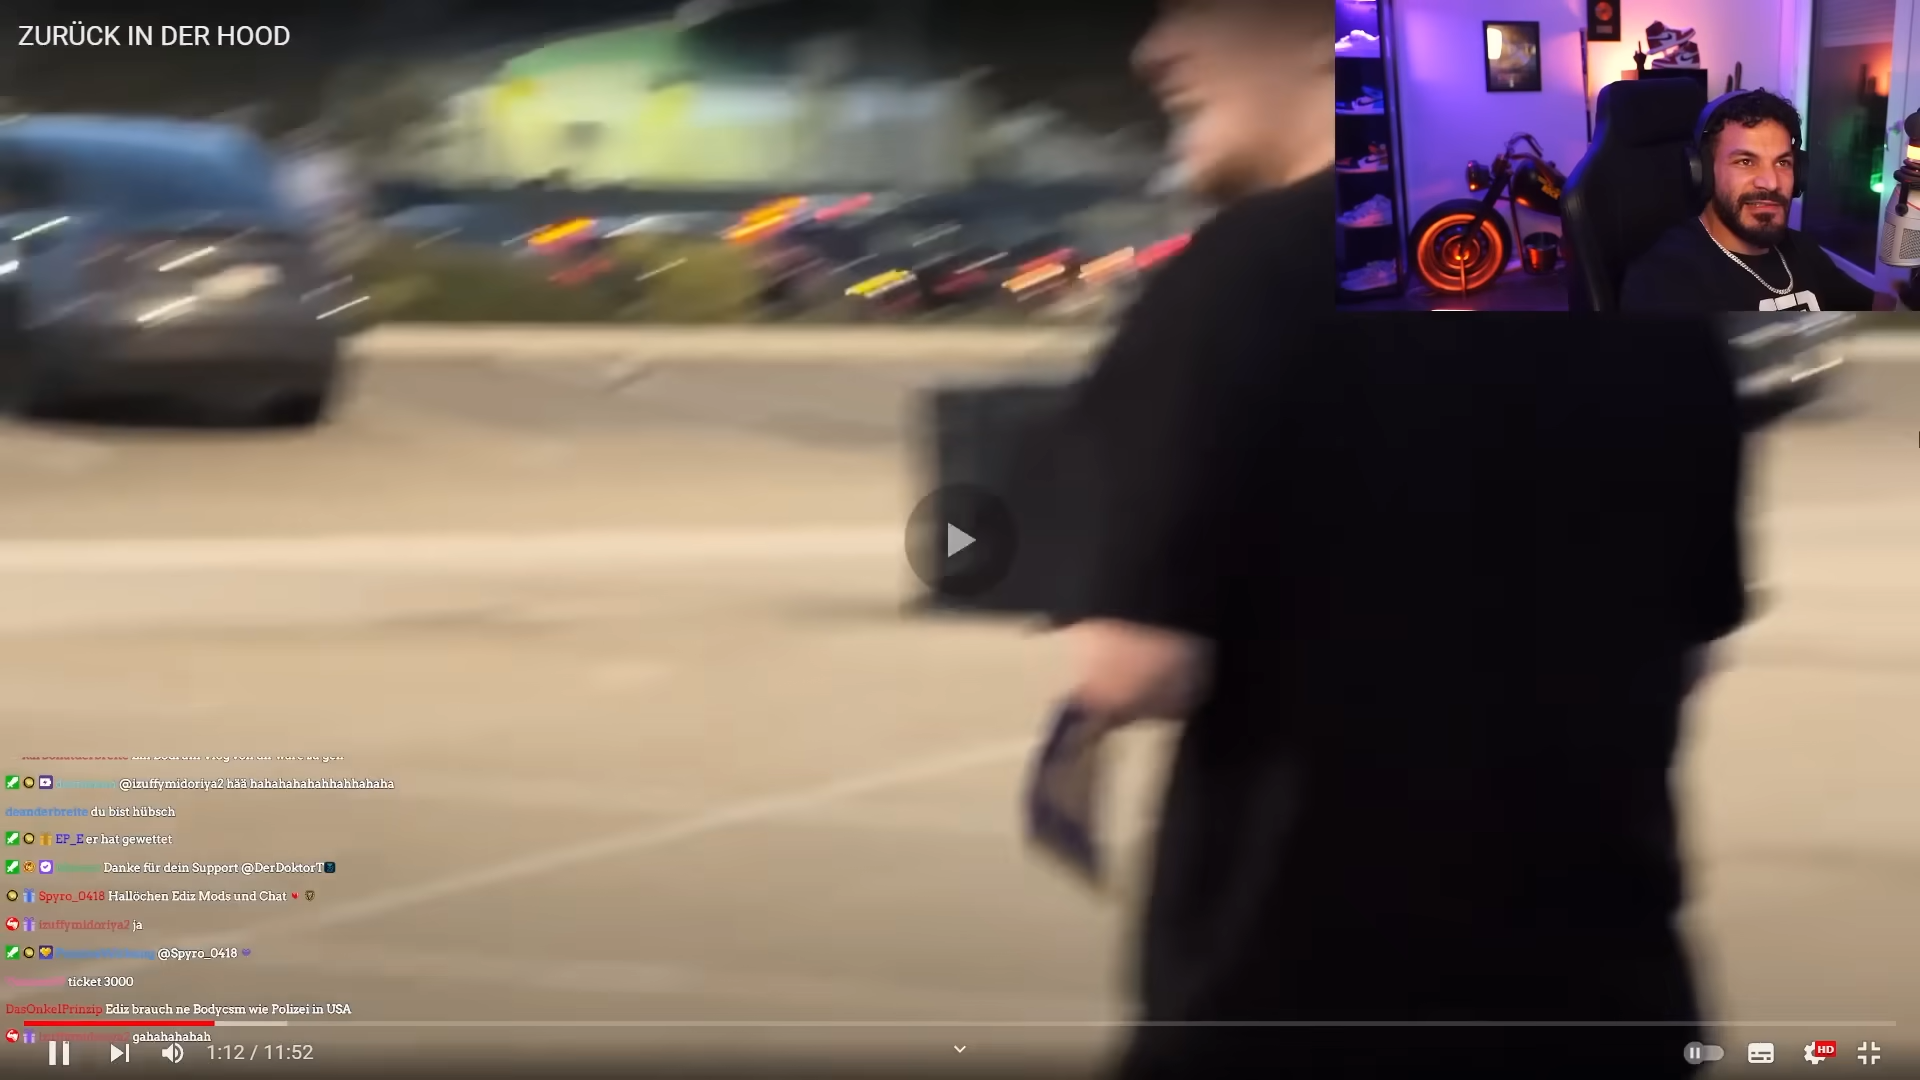 ZURÜCK IN DER HOOD
@izuffymidoriya2 hää hahahahahahhahhahaha
deanderbreite du bist hübsch
EP_E er hat gewettet
Danke für dein Support @DerDoktorT
Spyro_0418 Hallöchen Ediz Mods und Chat
izuffymidoriya2 ja
@Spyro_0418
ticket 3000
DasOnkelPrinzip Ediz brauch ne Bodycsm wie Polizei in USA
gahahahahah
1:12 / 11:52
HD